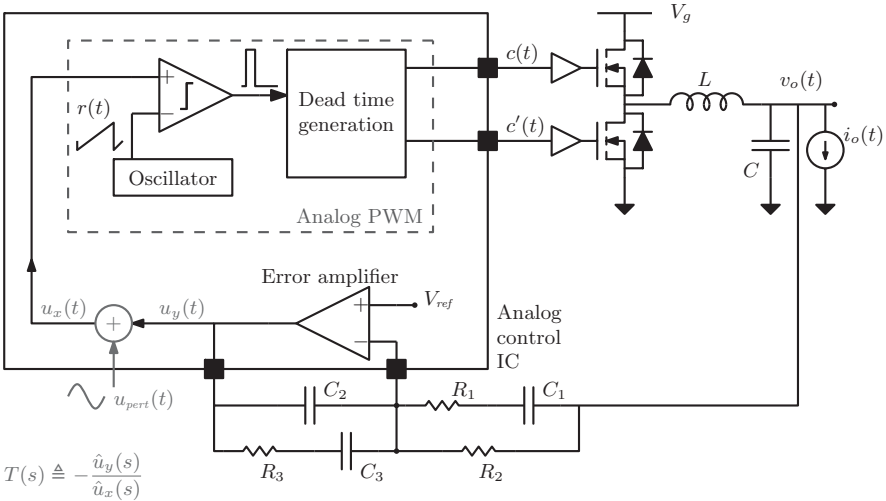 V_g
c(t)
L
v_o(t)
+
r(t)
−
Dead time
generation
c′(t)
i_o(t)
C
Oscillator
Analog PWM
Error amplifier
+
V_ref
u_x(t)
u_y(t)
+
−
Analog
control
IC
u_pert(t)
C_2
R_1
C_1
R_3
C_3
R_2
T(s) ≜ − û_y(s) / û_x(s)